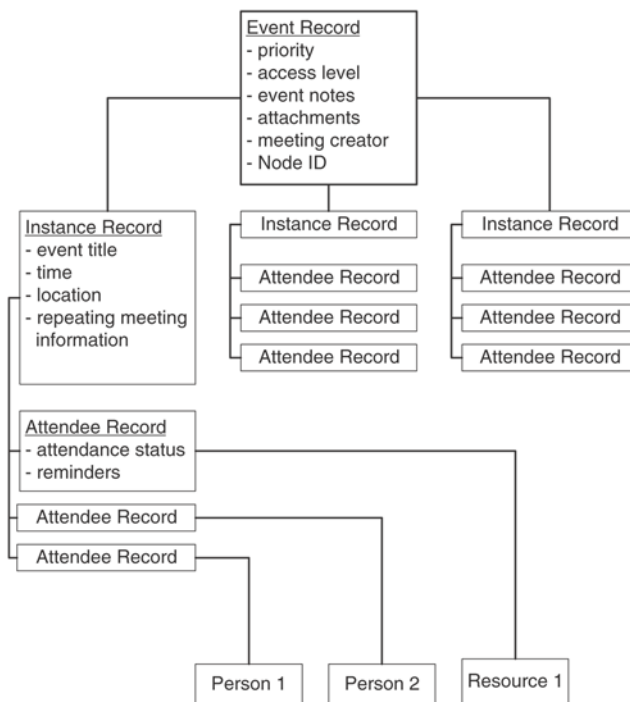 Event Record
- priority
- access level
- event notes
- attachments
- meeting creator
- Node ID
Instance Record
- event title
- time
- location
- repeating meeting
information
Instance Record
Attendee Record
Attendee Record
Attendee Record
Instance Record
Attendee Record
Attendee Record
Attendee Record
Attendee Record
- attendance status
- reminders
Attendee Record
Attendee Record
Person 1
Person 2
Resource 1